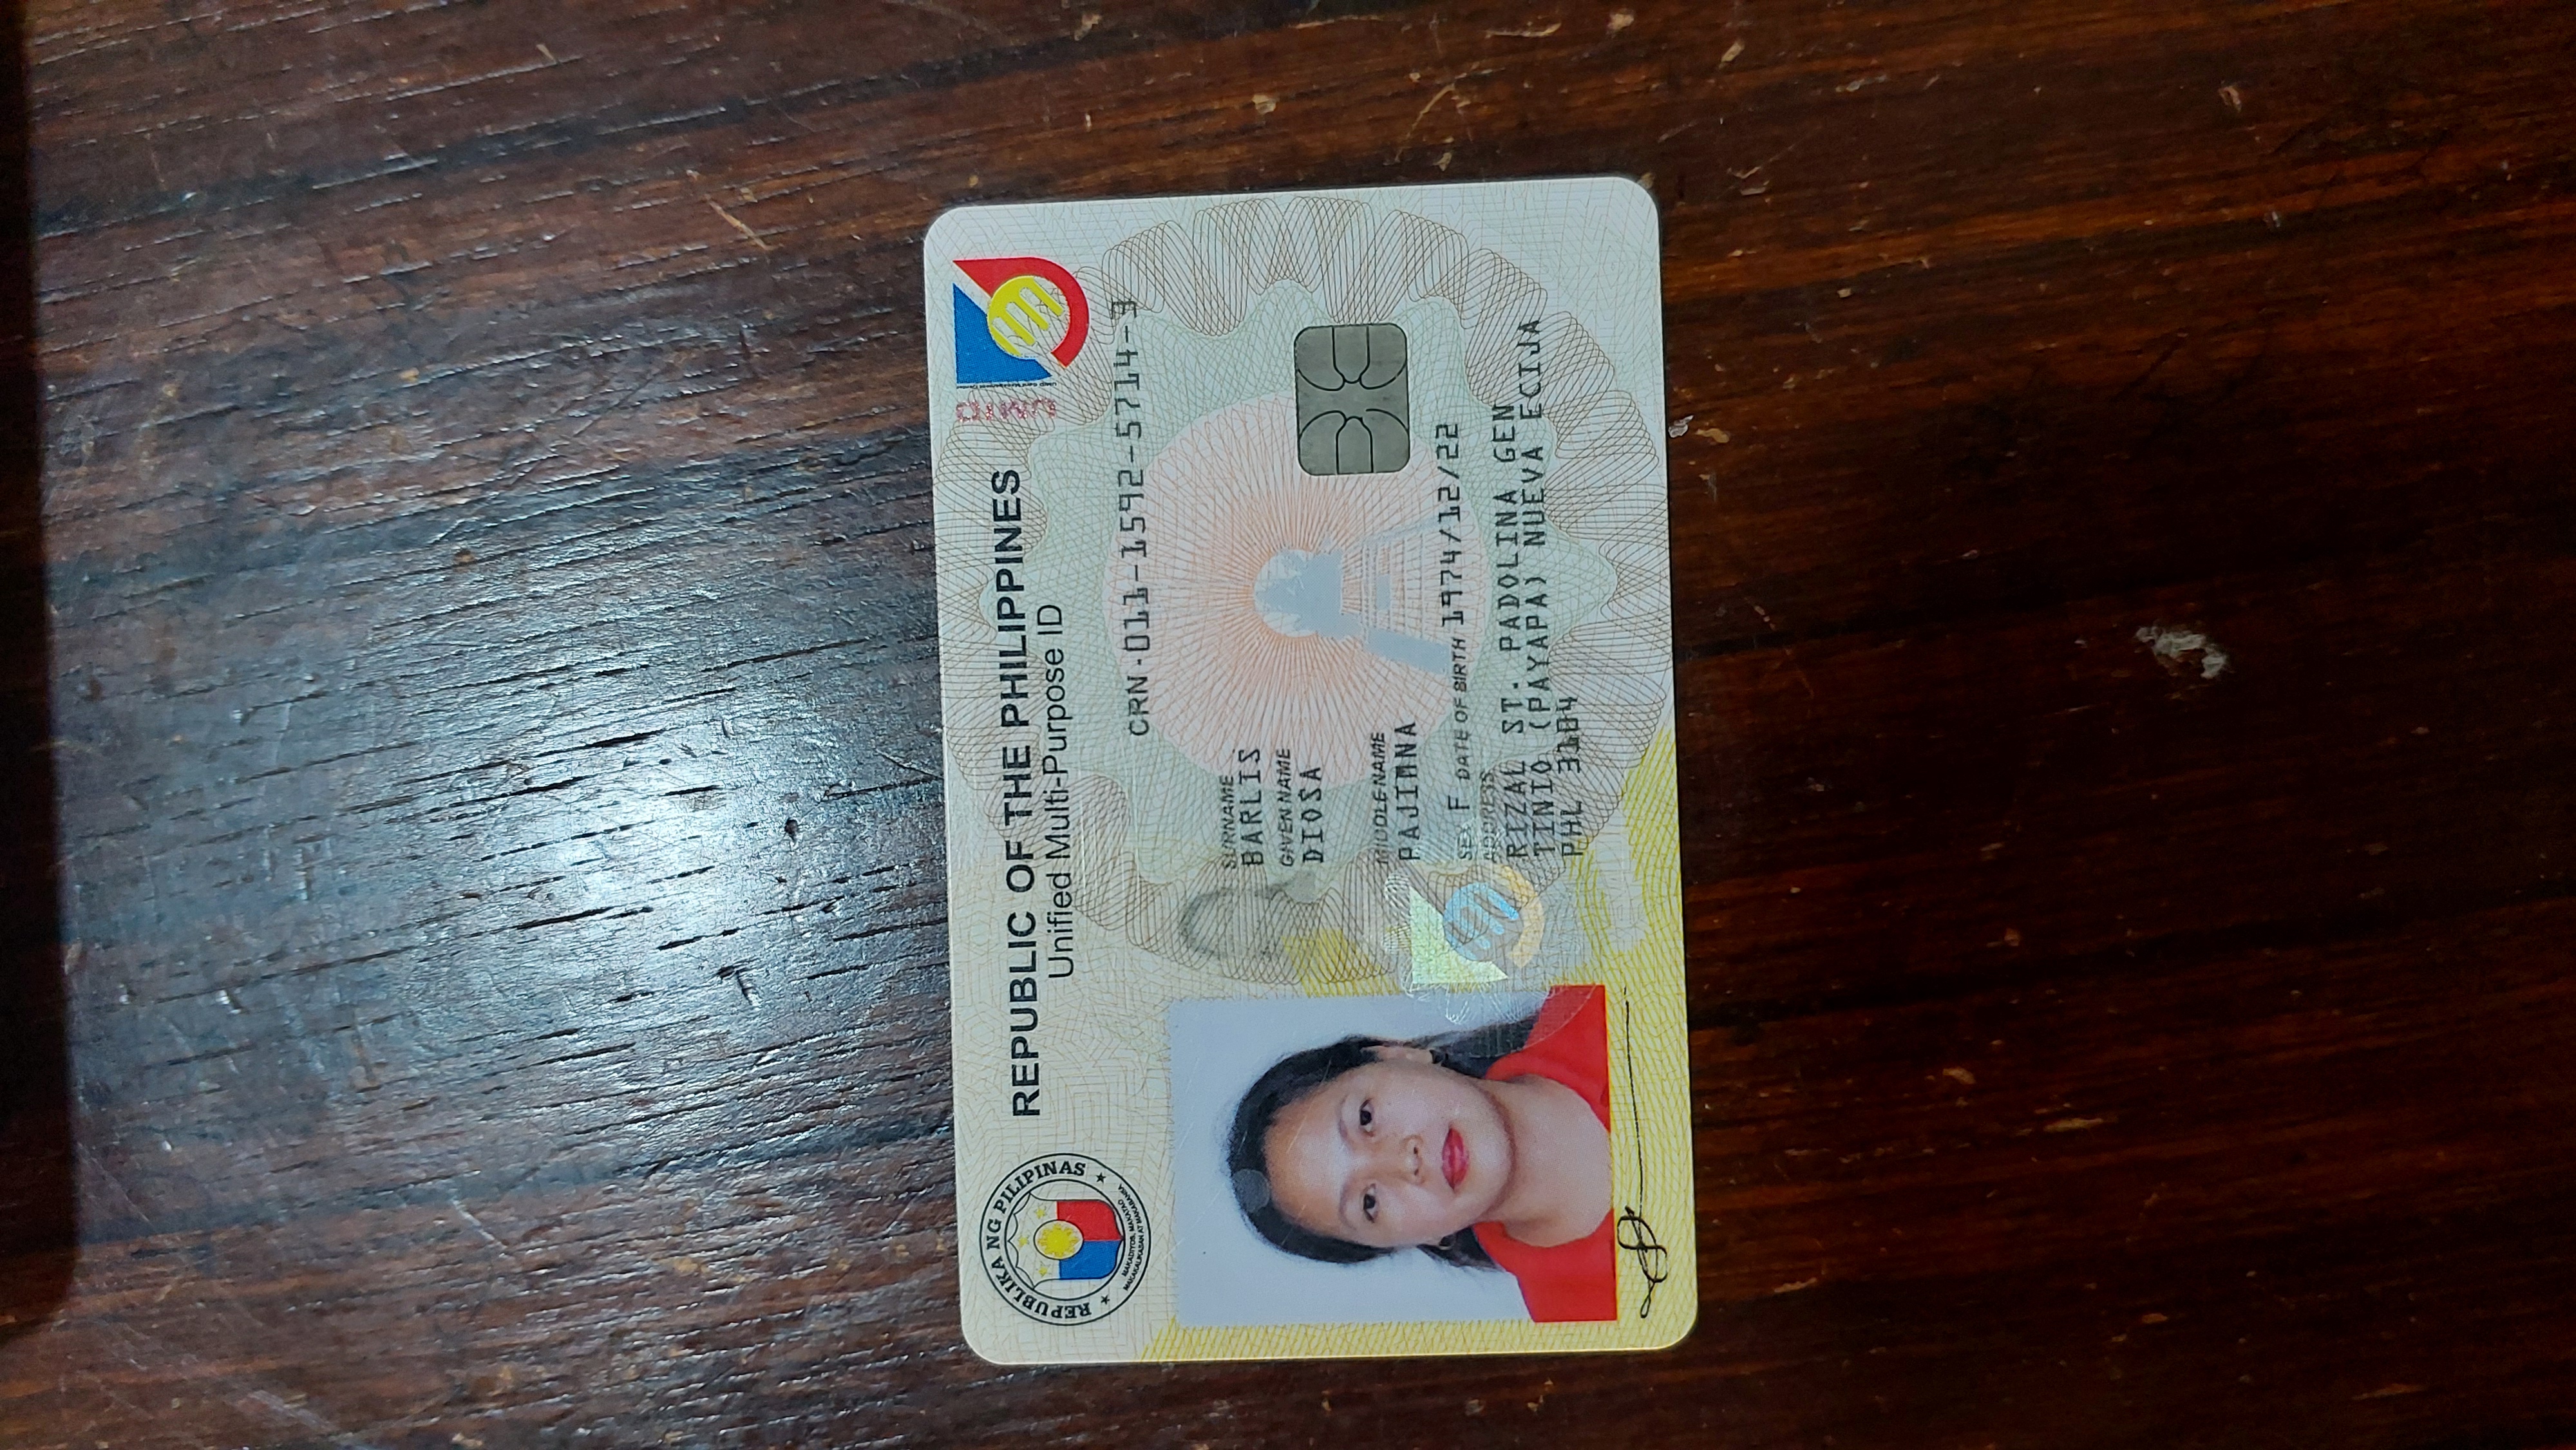 REPUBLIKA NG PILIPINAS
MAKADIYOS, MAKATAO
MAKAKALIKASAN AT MAKABANSA
REPUBLIC OF THE PHILIPPINES
Unified Multi-Purpose ID
CRN-011-1592-5714-3
SURNAME
BARLIS
GIVEN NAME
DIOSA
MIDDLE NAME
PAJIMNA
SEX F DATE OF BIRTH 1974/12/22
ADDRESS
RIZAL ST. PADOLINA GEN
TINIO (PAYAPA) NUEVA ECIJA
PHL 3104